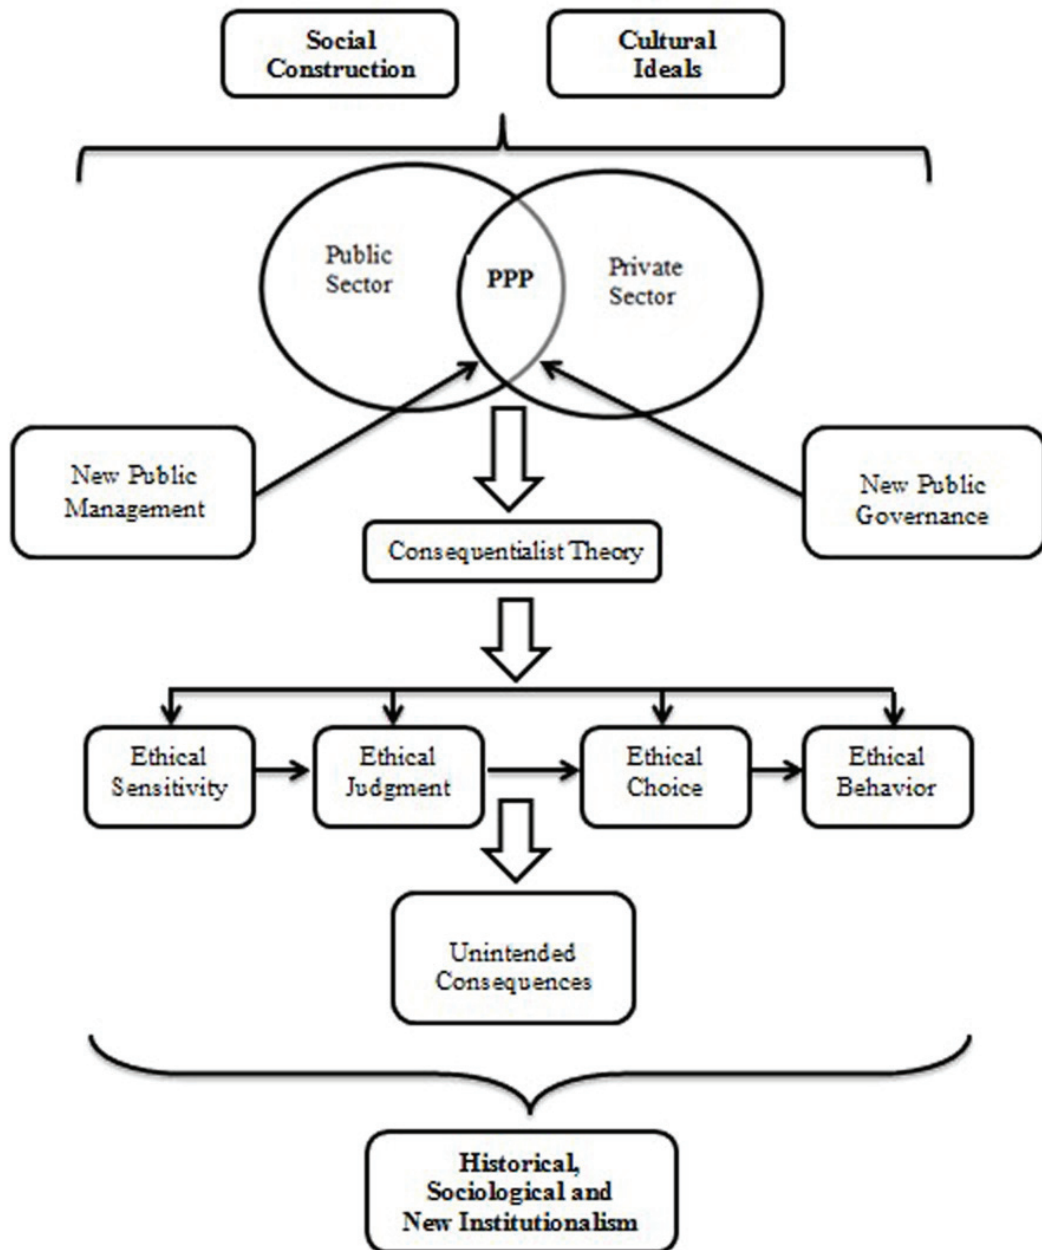 Social
Construction
Cultural
Ideals
Public
Sector
PPP
Private
Sector
New Public
Management
New Public
Governance
Consequentialist Theory
Ethical
Sensitivity
Ethical
Judgment
Ethical
Choice
Ethical
Behavior
Unintended
Consequences
Historical,
Sociological and
New Institutionalism